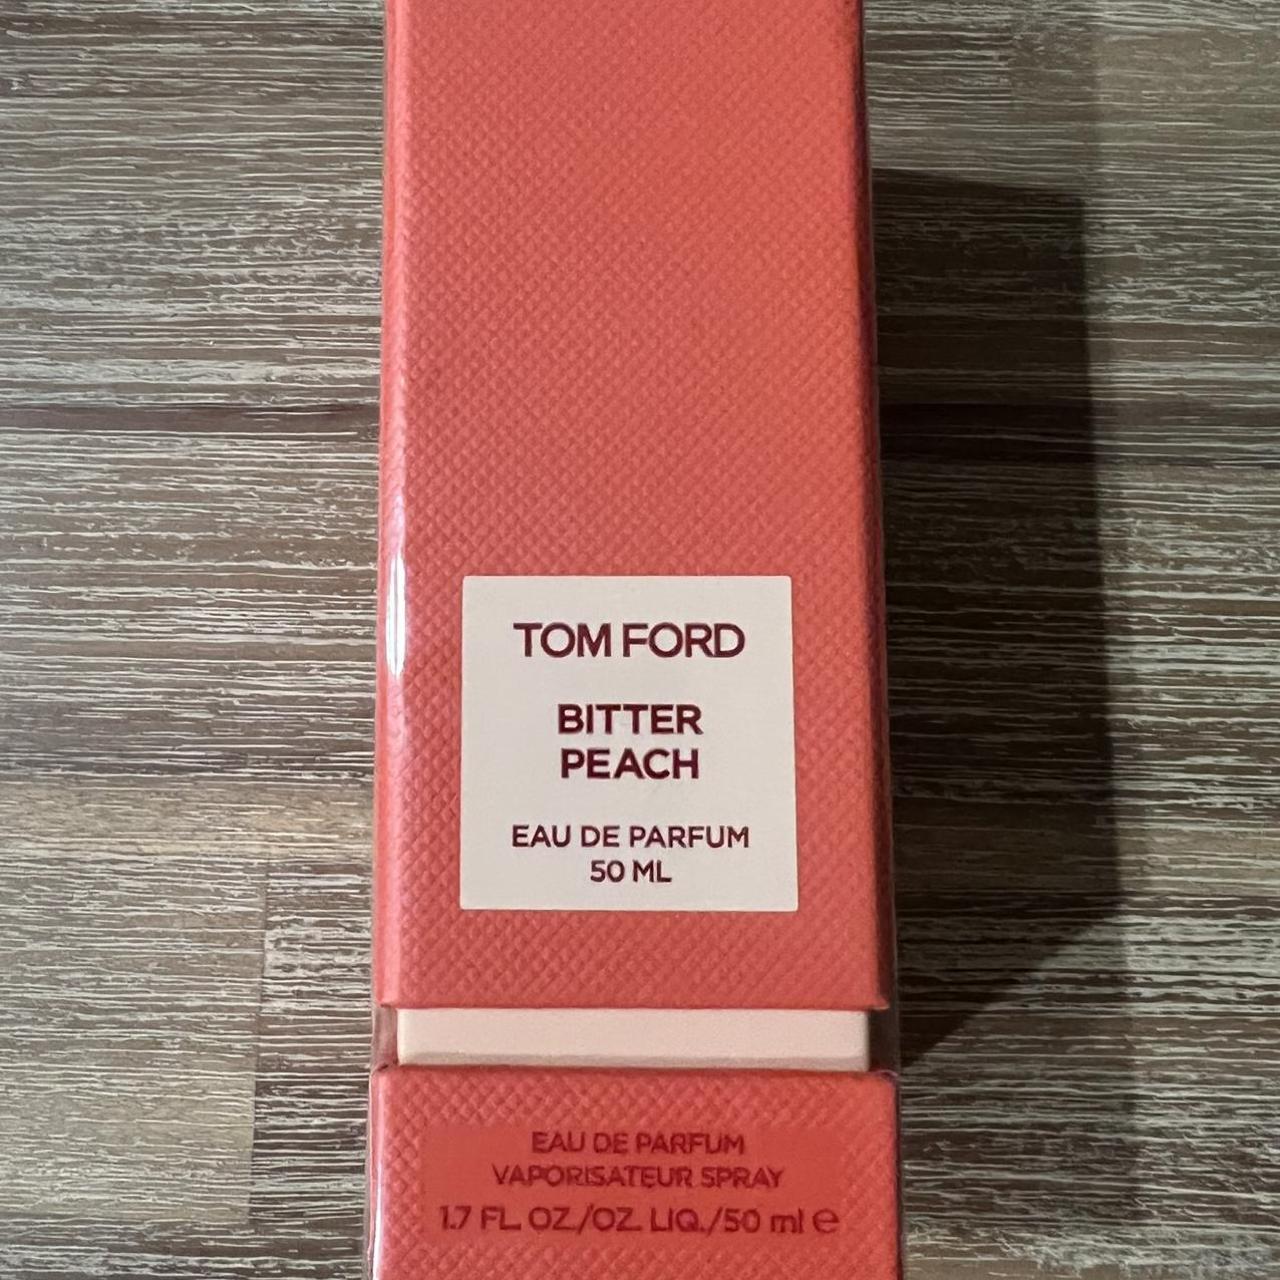 TOM FORD
BITTER
PEACH
EAU DE PARFUM
50 ML
EAU DE PARFUM
VAPORISATEUR SPRAY
1.7 FL. OZ./OZ. LIQ./50 ml ℮